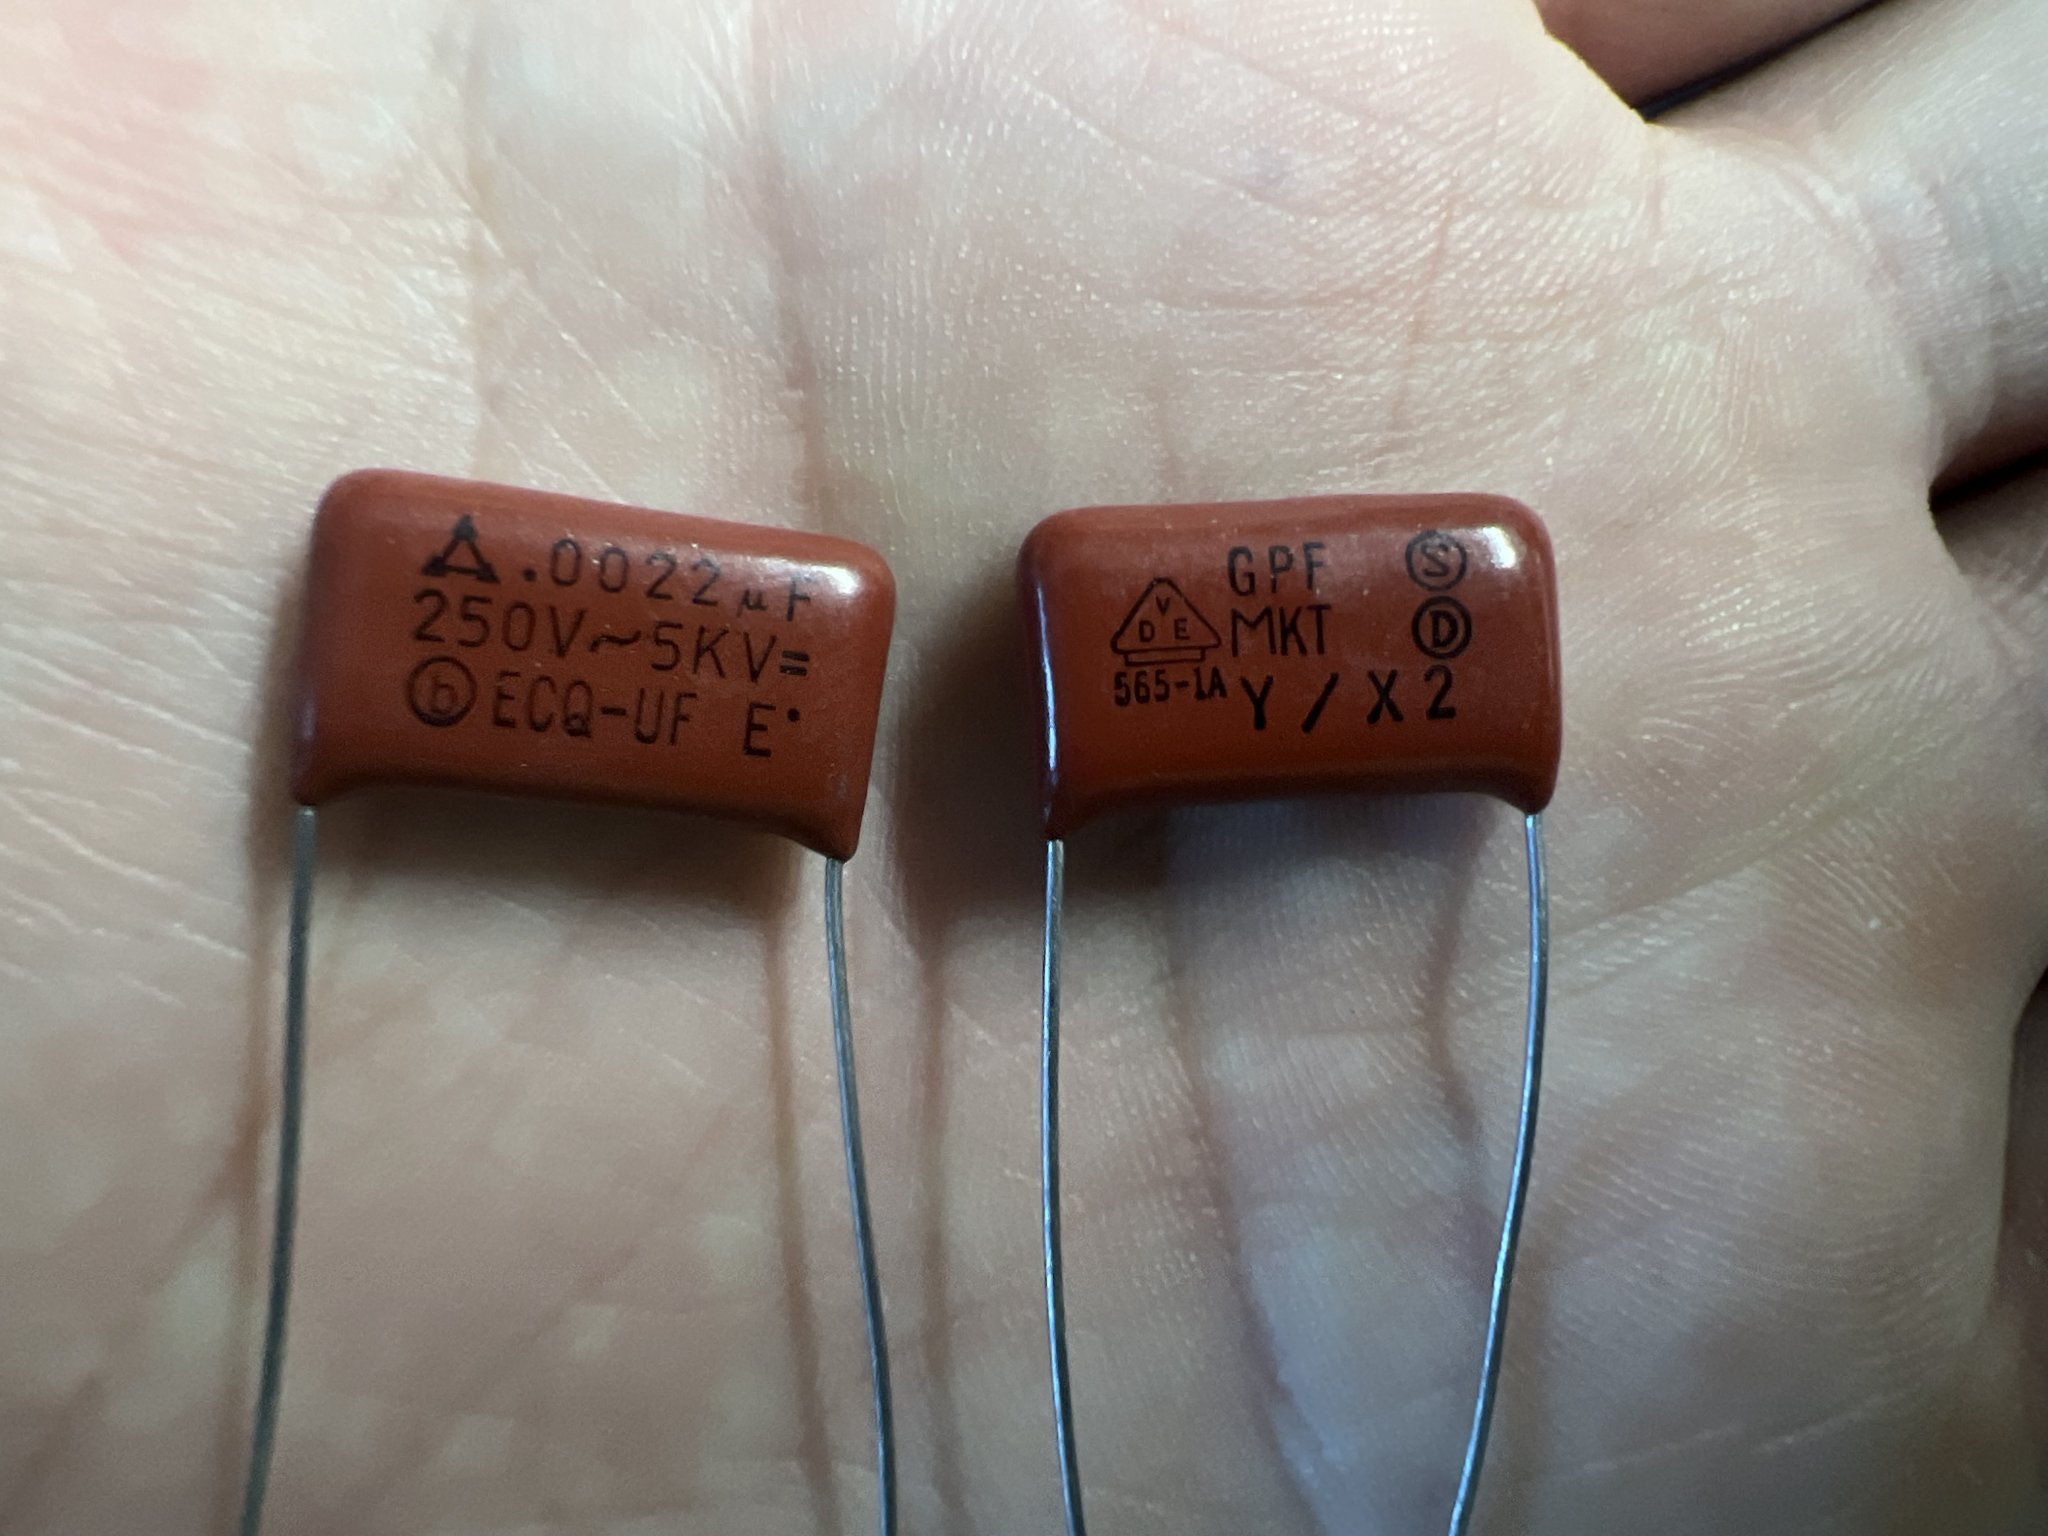 .0022μF
250V~5KV=
b ECQ-UF E·
GPF S
VDE MKT D
565-1A Y/X2